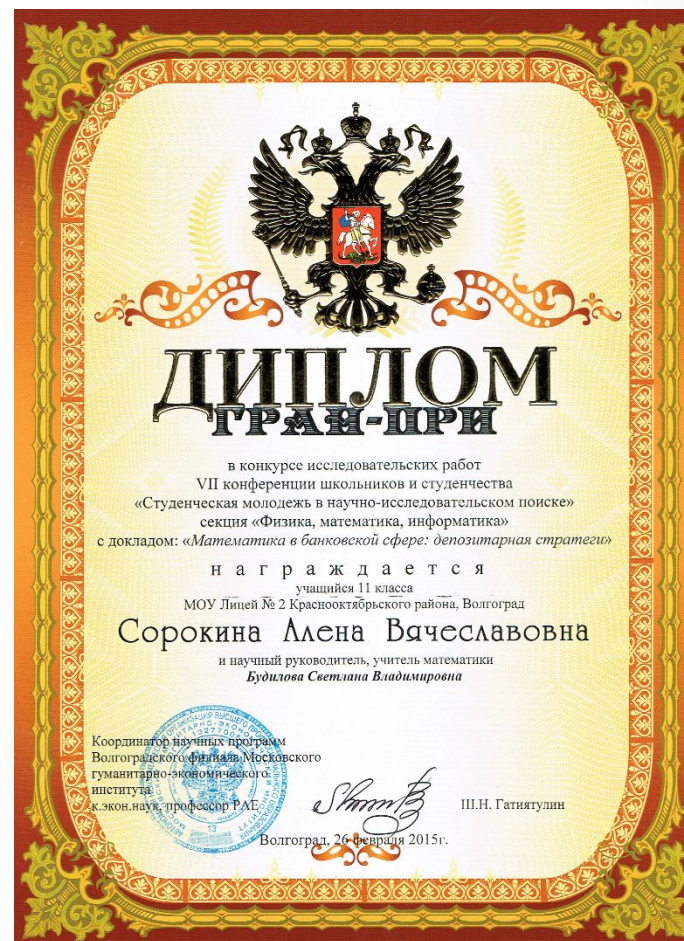 ДИПЛОМ
ГРАН-ПРИ
в конкурсе исследовательских работ
VII конференции школьников и студенчества
«Студенческая молодежь в научно-исследовательском поиске»
секция «Физика, математика, информатика»
с докладом: «Математика в банковской сфере: депозитарная стратеги»
награждается
учащийся 11 класса
МОУ Лицей № 2 Краснооктябрьского района, Волгоград
Сорокина Алена Вячеславовна
и научный руководитель, учитель математики
Будилова Светлана Владимировна
Координатор научных программ
Волгоградского филиала Московского
гуманитарно-экономического
института
к.экон.наук, профессор РАЕ
Ш.Н. Гатиятулин
Волгоград, 26 февраля 2015г.